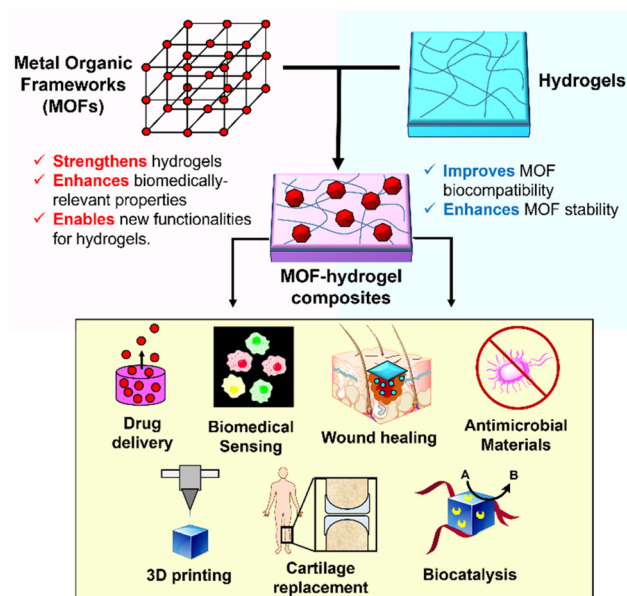 Metal Organic
Frameworks
(MOFs)
Hydrogels
✓ Strengthens hydrogels
✓ Enhances biomedically-
relevant properties
✓ Enables new functionalities
for hydrogels.
✓ Improves MOF
biocompatibility
✓ Enhances MOF stability
MOF-hydrogel
composites
Drug
delivery
Biomedical
Sensing
Wound healing
Antimicrobial
Materials
3D printing
Cartilage
replacement
A B
Biocatalysis